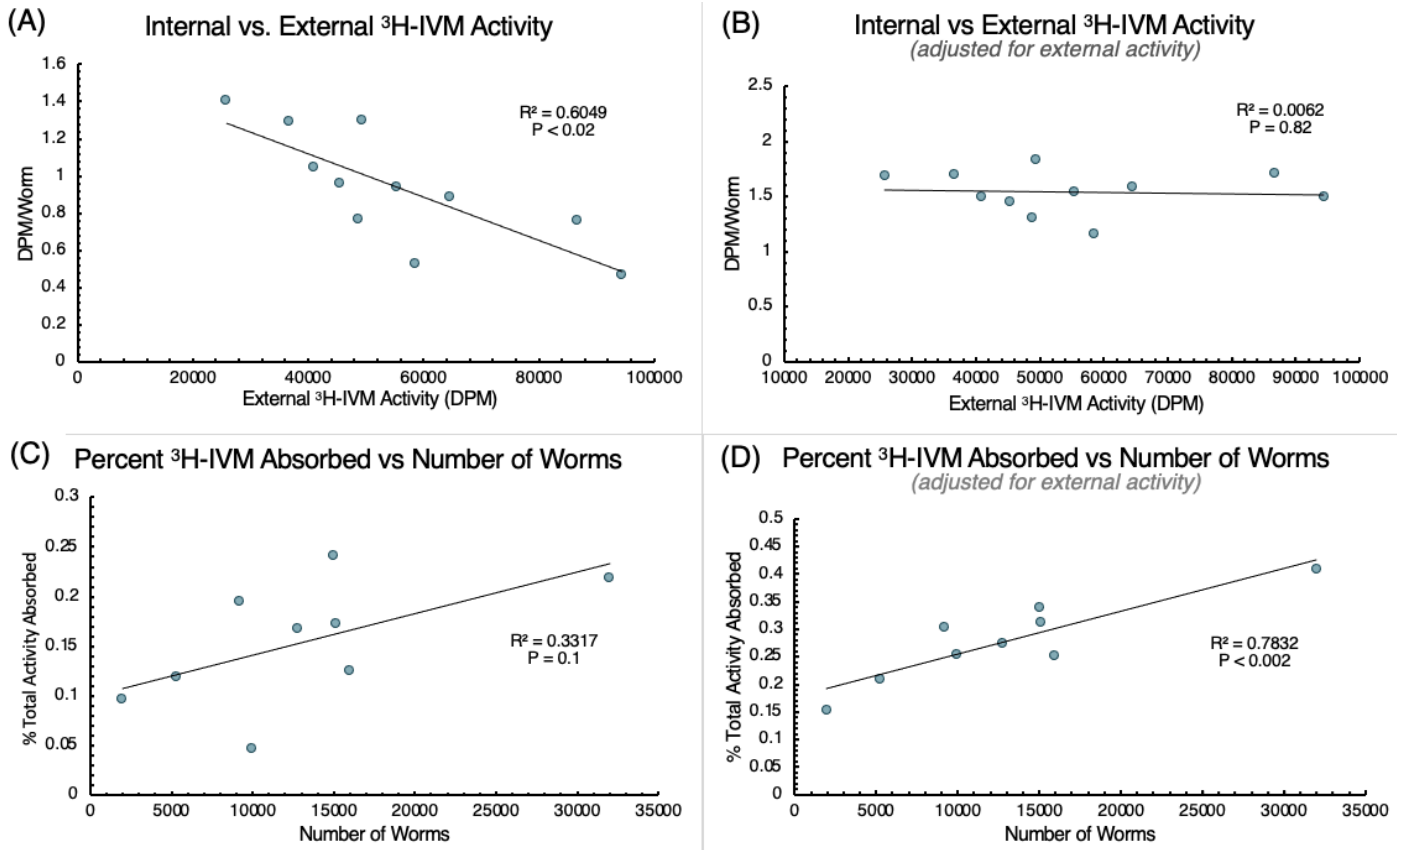 (A)
Internal vs. External ³H-IVM Activity
R² = 0.6049
P < 0.02
DPM/Worm
1.6
1.4
1.2
1
0.8
0.6
0.4
0.2
0
0 20000 40000 60000 80000 100000
External ³H-IVM Activity (DPM)
(B)
Internal vs External ³H-IVM Activity
(adjusted for external activity)
R² = 0.0062
P = 0.82
DPM/Worm
2.5
2
1.5
1
0.5
0
10000 20000 30000 40000 50000 60000 70000 80000 90000 100000
External ³H-IVM Activity (DPM)
(C)
Percent ³H-IVM Absorbed vs Number of Worms
R² = 0.3317
P = 0.1
% Total Activity Absorbed
0.3
0.25
0.2
0.15
0.1
0.05
0
0 5000 10000 15000 20000 25000 30000 35000
Number of Worms
(D)
Percent ³H-IVM Absorbed vs Number of Worms
(adjusted for external activity)
R² = 0.7832
P < 0.002
% Total Activity Absorbed
0.5
0.45
0.4
0.35
0.3
0.25
0.2
0.15
0.1
0.05
0
0 5000 10000 15000 20000 25000 30000 35000
Number of Worms